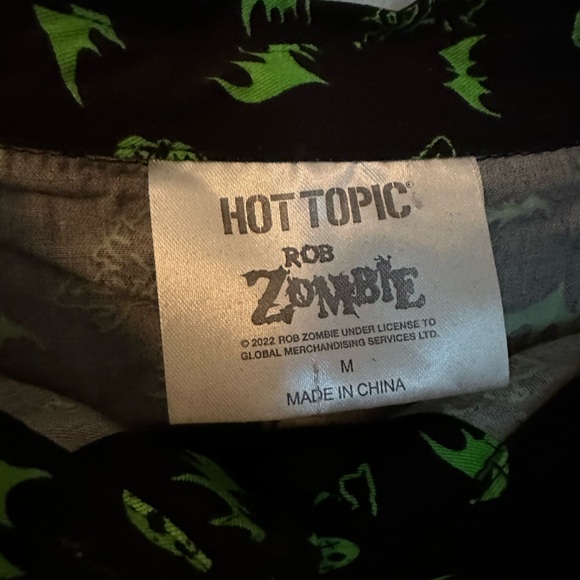 HOT TOPIC®
ROB
ZOMBIE
© 2022 ROB ZOMBIE UNDER LICENSE TO
GLOBAL MERCHANDISING SERVICES LTD.
M
MADE IN CHINA